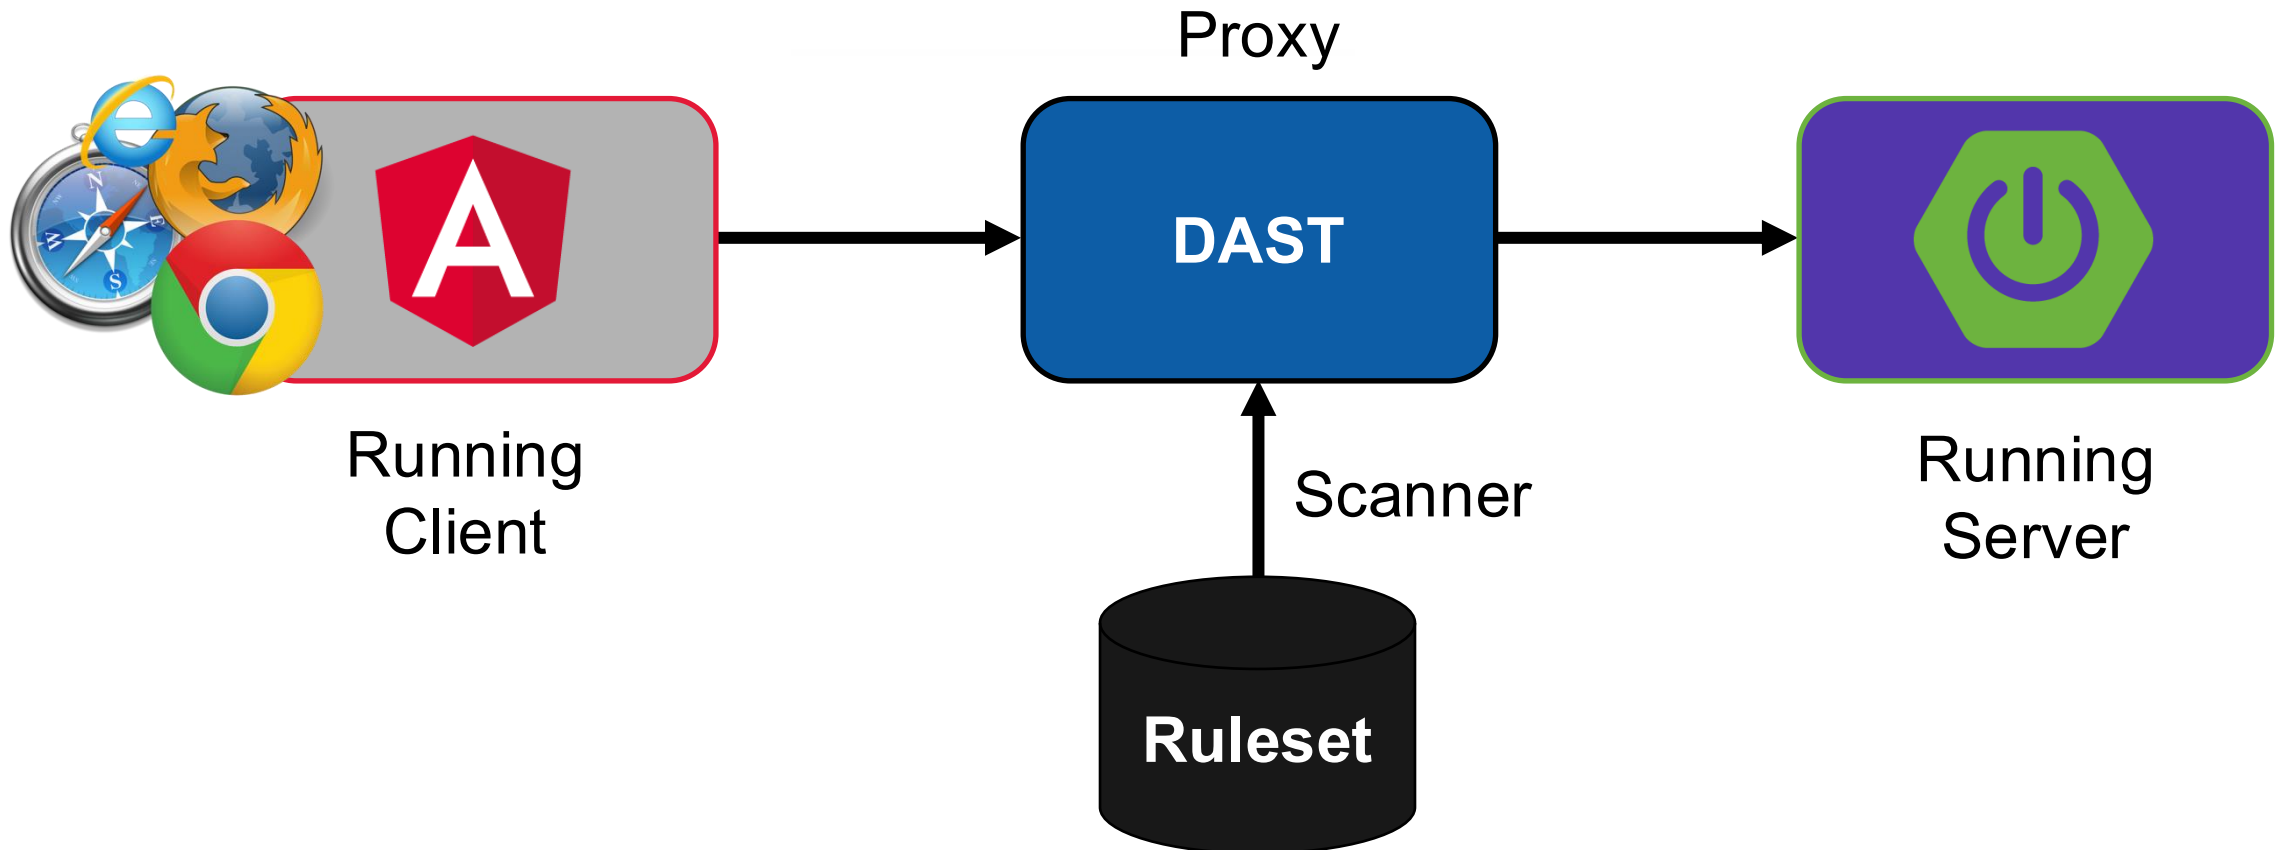 Proxy
DAST
Running
Client
Scanner
Running
Server
Ruleset
N
E
S
W
A
e